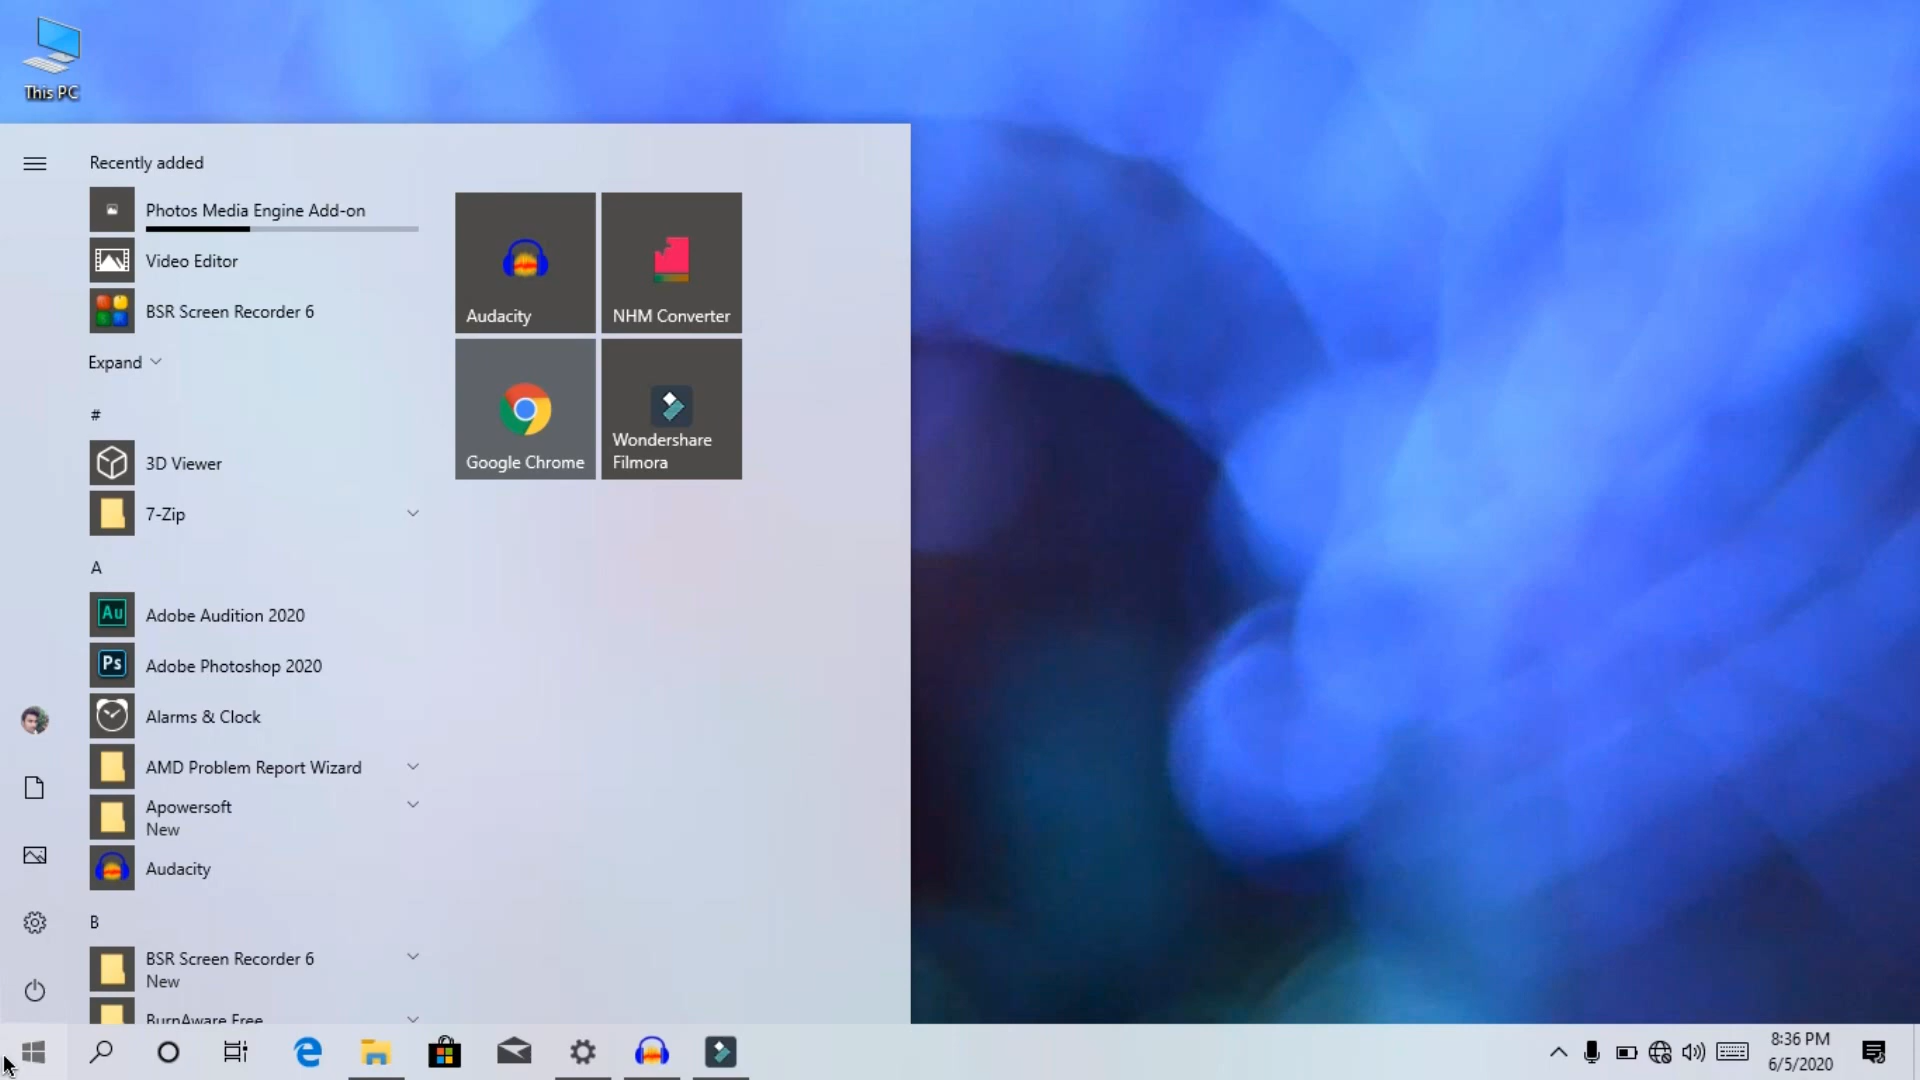 This PC
Recently added
Photos Media Engine Add-on
Video Editor
BSR Screen Recorder 6
Expand
#
3D Viewer
7-Zip
A
Au
Adobe Audition 2020
Ps
Adobe Photoshop 2020
Alarms & Clock
AMD Problem Report Wizard
Apowersoft
New
Audacity
B
BSR Screen Recorder 6
New
BurnAware Free
Audacity
NHM Converter
Google Chrome
Wondershare
Filmora
8:36 PM
6/5/2020